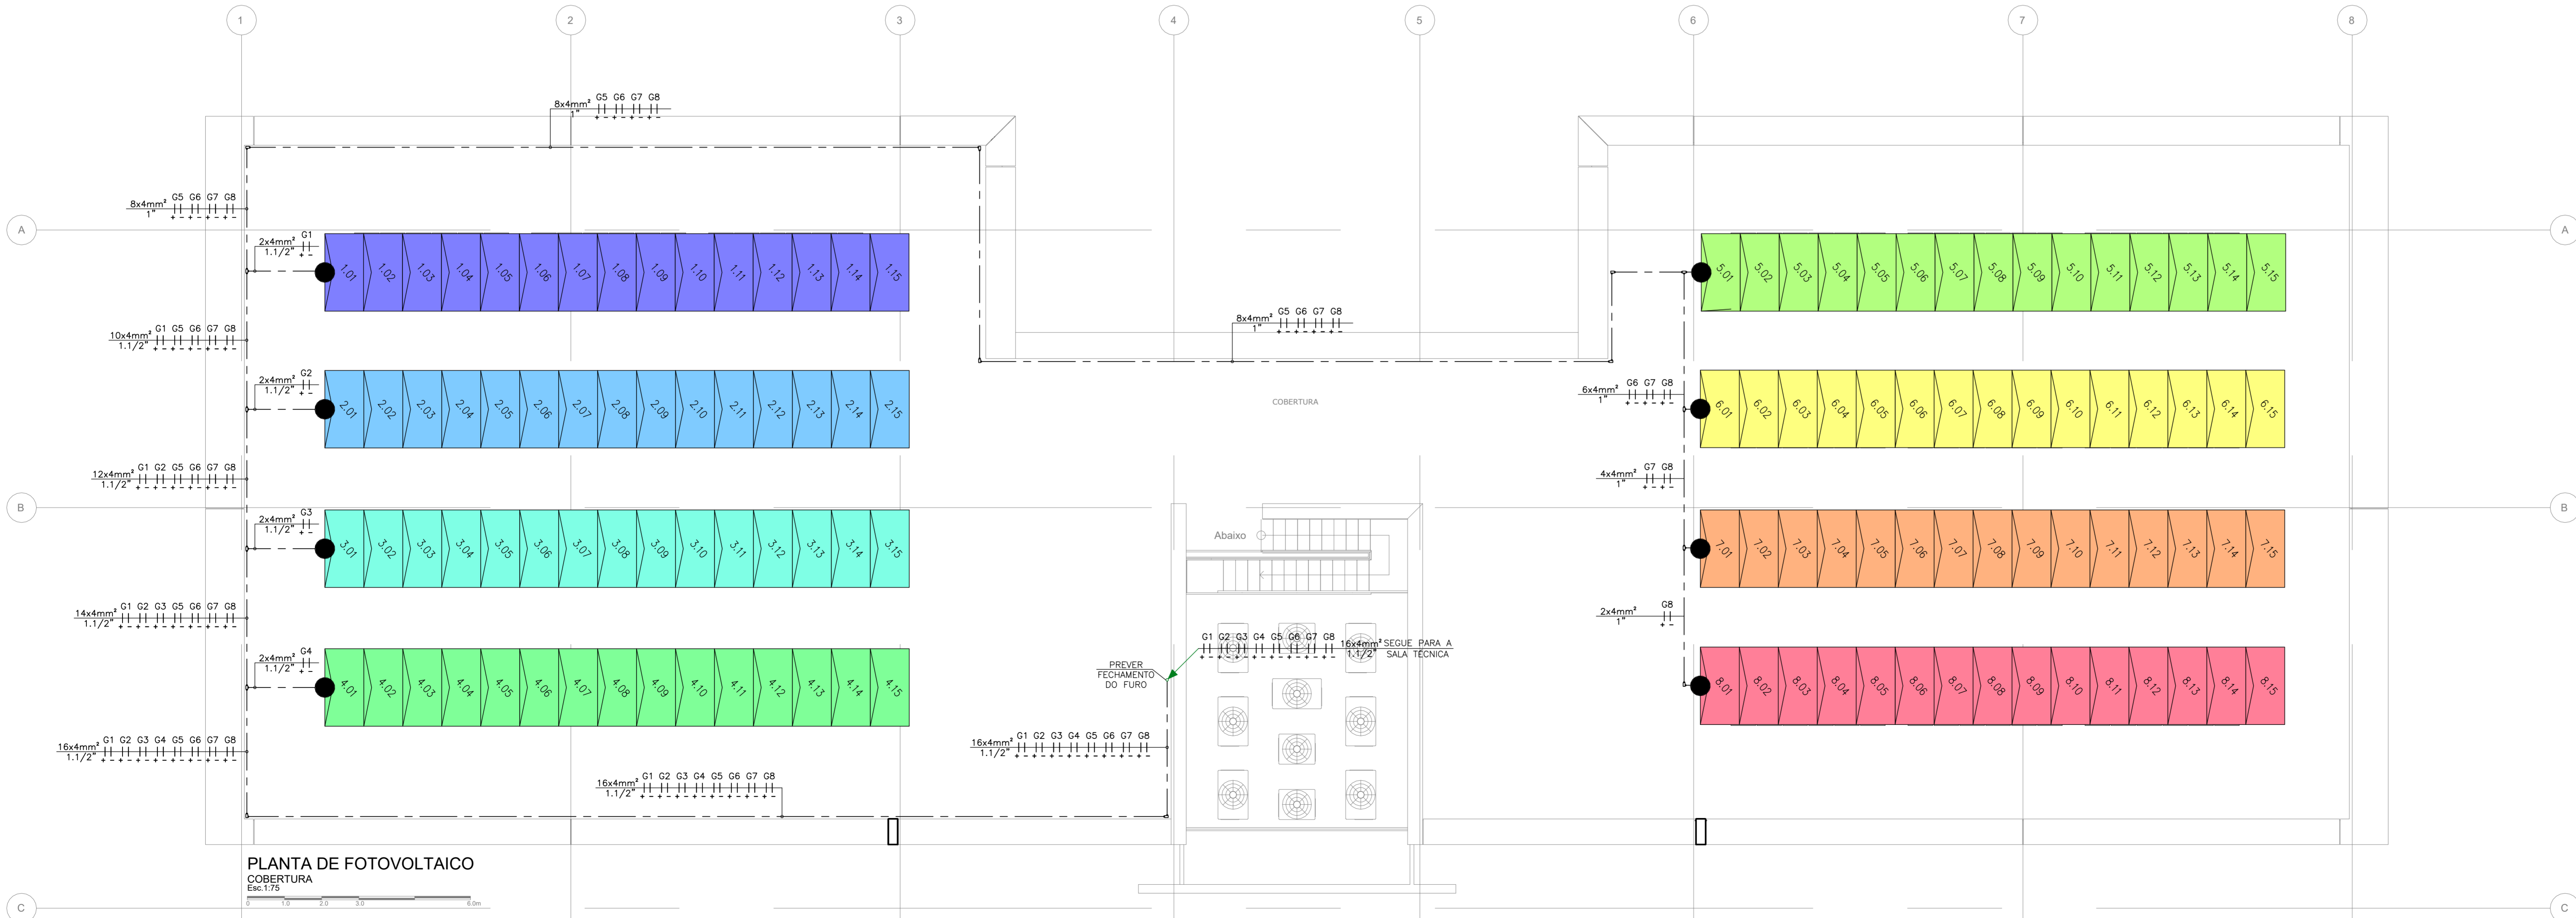 1 2 3 4 5 6 7 8
8x4mm² G5 G6 G7 G8
1"
+ - + - + - + -
8x4mm² G5 G6 G7 G8
1"
+ - + - + - + -
A A
2x4mm² G1
1.1/2" + -
1.01 1.02 1.03 1.04 1.05 1.06 1.07 1.08 1.09 1.10 1.11 1.12 1.13 1.14 1.15
5.01 5.02 5.03 5.04 5.05 5.06 5.07 5.08 5.09 5.10 5.11 5.12 5.13 5.14 5.15
8x4mm² G5 G6 G7 G8
1"
+ - + - + - + -
10x4mm² G1 G5 G6 G7 G8
1.1/2" + - + - + - + - + -
2x4mm² G2
1.1/2" + -
2.01 2.02 2.03 2.04 2.05 2.06 2.07 2.08 2.09 2.10 2.11 2.12 2.13 2.14 2.15
COBERTURA
6x4mm² G6 G7 G8
1"
+ - + - + -
6.01 6.02 6.03 6.04 6.05 6.06 6.07 6.08 6.09 6.10 6.11 6.12 6.13 6.14 6.15
12x4mm² G1 G2 G5 G6 G7 G8
1.1/2" + - + - + - + - + - + -
4x4mm² G7 G8
1"
+ - + -
B B
2x4mm² G3
1.1/2" + -
3.01 3.02 3.03 3.04 3.05 3.06 3.07 3.08 3.09 3.10 3.11 3.12 3.13 3.14 3.15
Abaixo
7.01 7.02 7.03 7.04 7.05 7.06 7.07 7.08 7.09 7.10 7.11 7.12 7.13 7.14 7.15
14x4mm² G1 G2 G3 G5 G6 G7 G8
1.1/2" + - + - + - + - + - + - + -
2x4mm² G8
1"
+ -
2x4mm² G4
1.1/2" + -
4.01 4.02 4.03 4.04 4.05 4.06 4.07 4.08 4.09 4.10 4.11 4.12 4.13 4.14 4.15
G1 G2 G3 G4 G5 G6 G7 G8 16x4mm² SEGUE PARA A
+ - + - + - + - + - + - + - + - 1.1/2" SALA TÉCNICA
PREVER
FECHAMENTO
DO FURO
8.01 8.02 8.03 8.04 8.05 8.06 8.07 8.08 8.09 8.10 8.11 8.12 8.13 8.14 8.15
16x4mm² G1 G2 G3 G4 G5 G6 G7 G8
1.1/2" + - + - + - + - + - + - + - + -
16x4mm² G1 G2 G3 G4 G5 G6 G7 G8
1.1/2" + - + - + - + - + - + - + - + -
16x4mm² G1 G2 G3 G4 G5 G6 G7 G8
1.1/2" + - + - + - + - + - + - + - + -
PLANTA DE FOTOVOLTAICO
COBERTURA
Esc.1:75
0 1.0 2.0 3.0 6.0m
C C